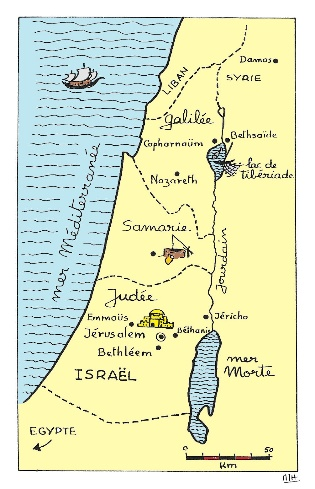 Damas
LIBAN
SYRIE
Galilée
Capharnaüm
Bethsaïde
lac de
Tibériade
Nazareth
mer Méditerranée
Samarie
Jourdain
Judée
Emmaüs
Jéricho
Jérusalem
Béthanie
Bethléem
mer
Morte
ISRAËL
EGYPTE
0 50
Km